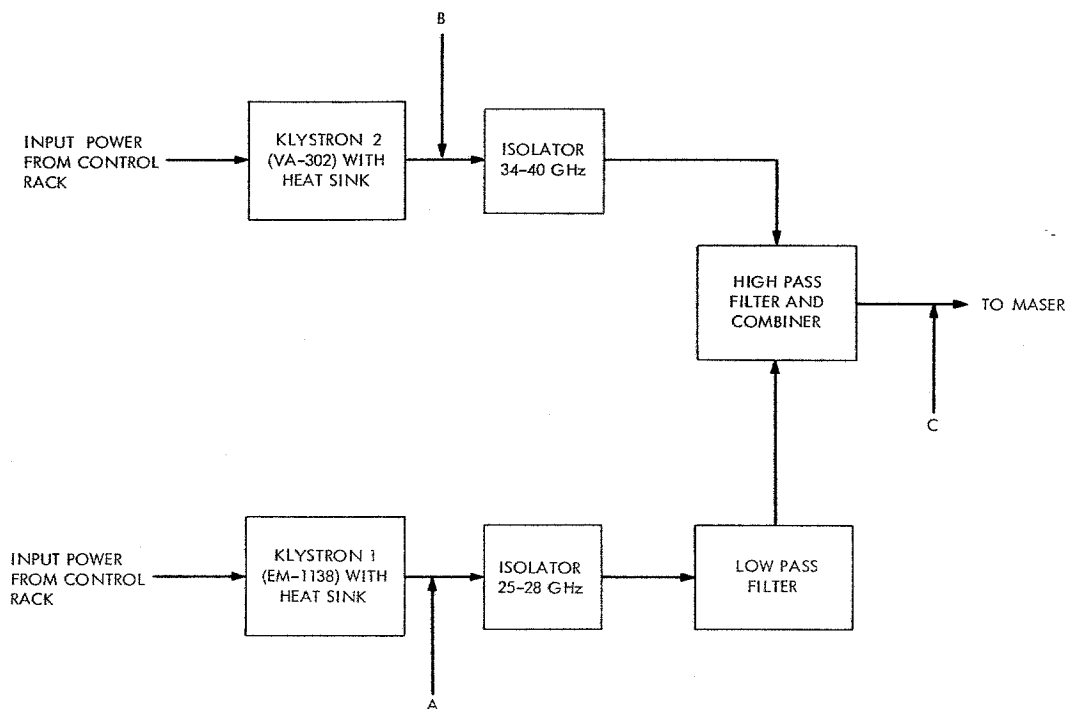 B
INPUT POWER
FROM CONTROL
RACK
KLYSTRON 2
(VA-302) WITH
HEAT SINK
ISOLATOR
34-40 GHz
HIGH PASS
FILTER AND
COMBINER
TO MASER
C
INPUT POWER
FROM CONTROL
RACK
KLYSTRON 1
(EM-1138) WITH
HEAT SINK
ISOLATOR
25-28 GHz
LOW PASS
FILTER
A